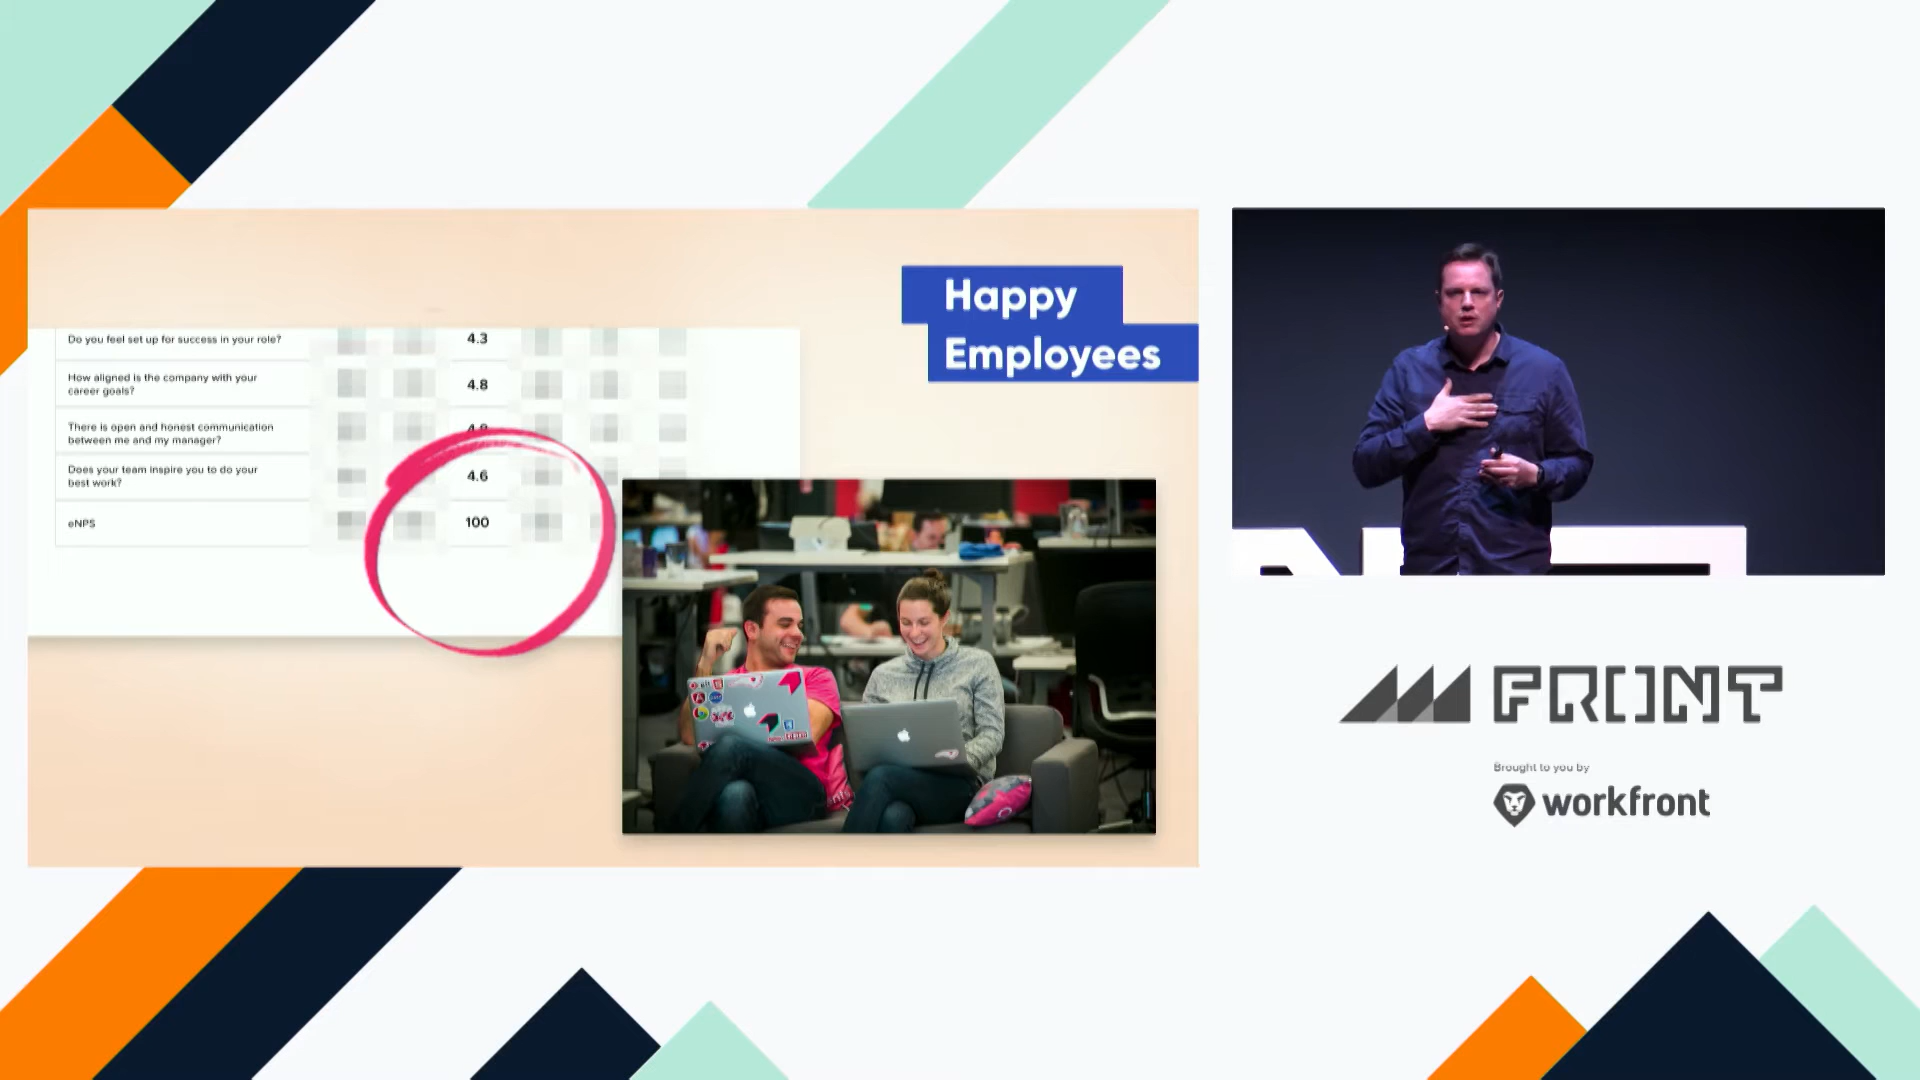 Happy
Employees
Do you feel set up for success in your role?
4.3
How aligned is the company with your
career goals?
4.8
There is open and honest communication
between me and my manager?
Does your team inspire you to do your
best work?
4.6
eNPS
100
FRONT
Brought to you by
workfront